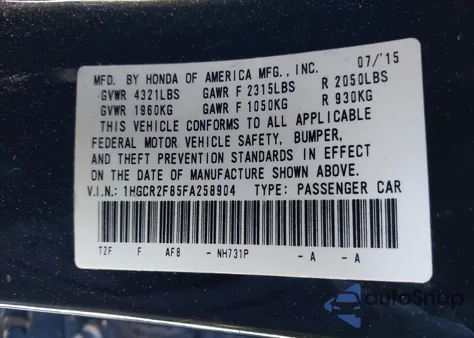 MFD. BY HONDA OF AMERICA MFG., INC. 07/'15
GVWR 4321LBS GAWR F 2315LBS R 2050LBS
GVWR 1960KG GAWR F 1050KG R 930KG
THIS VEHICLE CONFORMS TO ALL APPLICABLE
FEDERAL MOTOR VEHICLE SAFETY, BUMPER,
AND THEFT PREVENTION STANDARDS IN EFFECT
ON THE DATE OF MANUFACTURE SHOWN ABOVE.
V.I.N.: 1HGCR2F85FA258904 TYPE: PASSENGER CAR
T2F F AF8 - NH731P - A - A
autoSnap